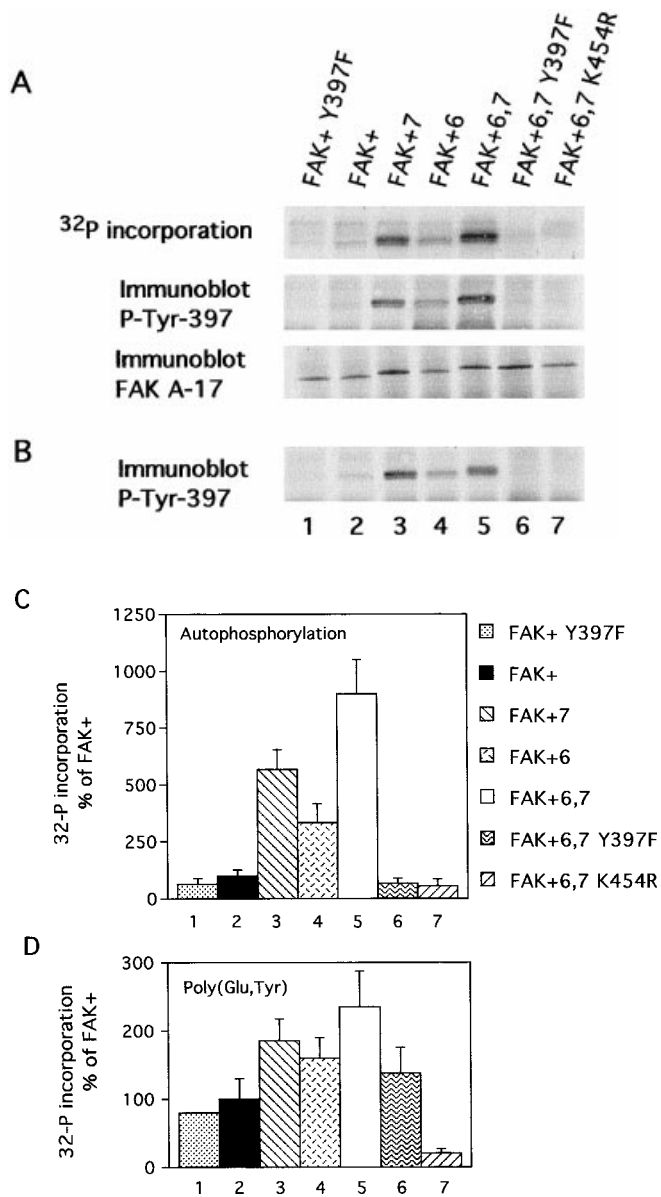 A
FAK+ Y397F
FAK+
FAK+7
FAK+6
FAK+6,7
FAK+6,7 Y397F
FAK+6,7 K454R
32P incorporation
Immunoblot
P-Tyr-397
Immunoblot
FAK A-17
B
Immunoblot
P-Tyr-397
1 2 3 4 5 6 7
C
32-P incorporation
% of FAK+
1250
1000
750
500
250
0
Autophosphorylation
1 2 3 4 5 6 7
FAK+ Y397F
FAK+
FAK+7
FAK+6
FAK+6,7
FAK+6,7 Y397F
FAK+6,7 K454R
D
32-P incorporation
% of FAK+
300
200
100
0
Poly(Glu,Tyr)
1 2 3 4 5 6 7